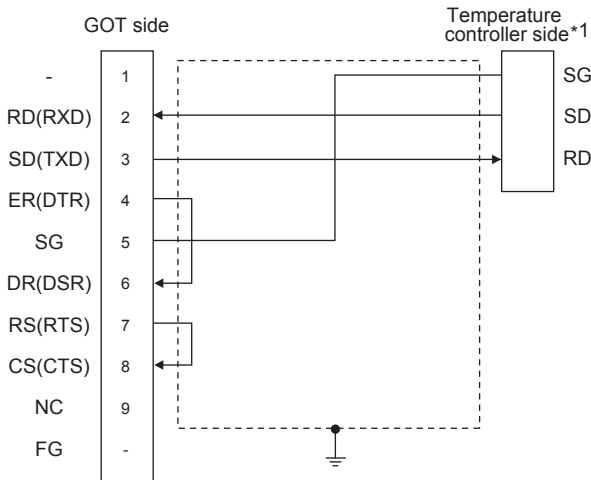 GOT side
Temperature
controller side*1
- 1 SG
RD(RXD) 2 SD
SD(TXD) 3 RD
ER(DTR) 4
SG 5
DR(DSR) 6
RS(RTS) 7
CS(CTS) 8
NC 9
FG -